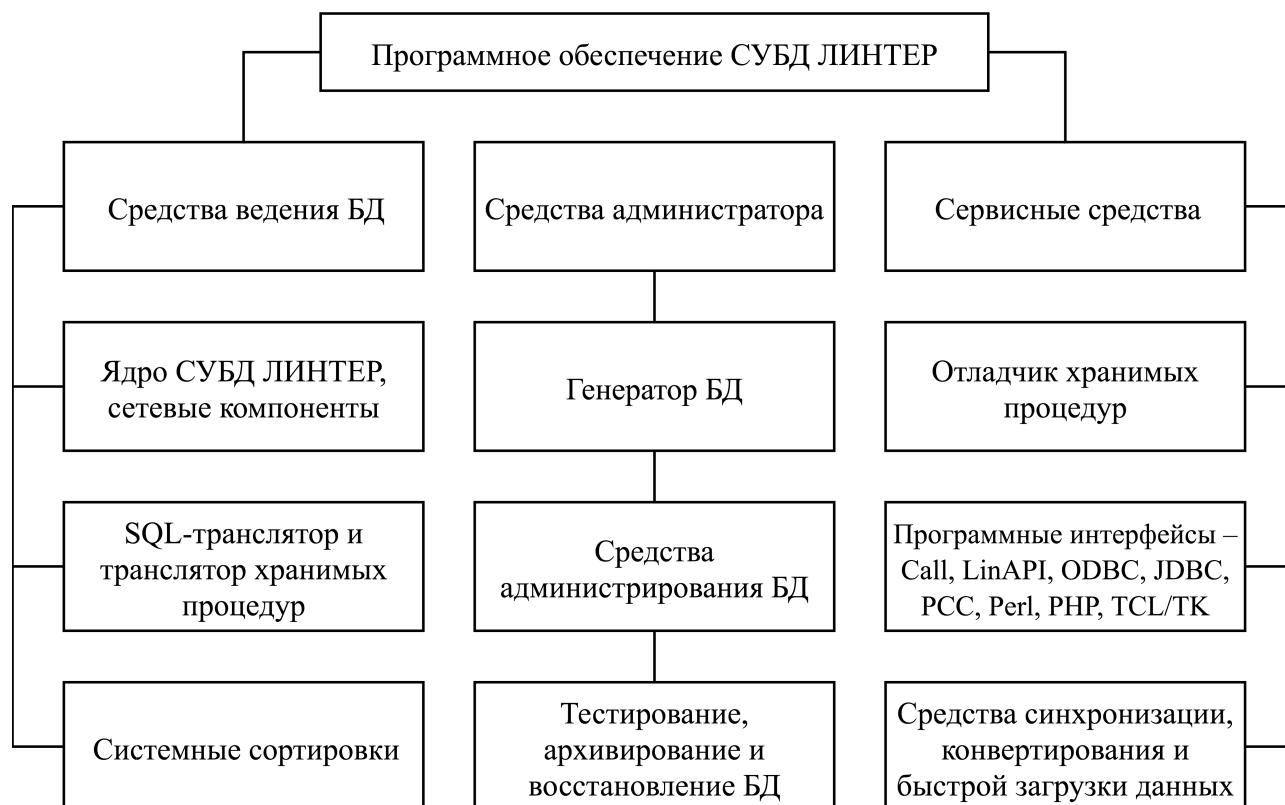 Программное обеспечение СУБД ЛИНТЕР
Средства ведения БД
Средства администратора
Сервисные средства
Ядро СУБД ЛИНТЕР,
сетевые компоненты
Генератор БД
Отладчик хранимых
процедур
SQL-транслятор и
транслятор хранимых
процедур
Средства
администрирования БД
Программные интерфейсы –
Call, LinAPI, ODBC, JDBC,
PCC, Perl, PHP, TCL/TK
Системные сортировки
Тестирование,
архивирование и
восстановление БД
Средства синхронизации,
конвертирования и
быстрой загрузки данных